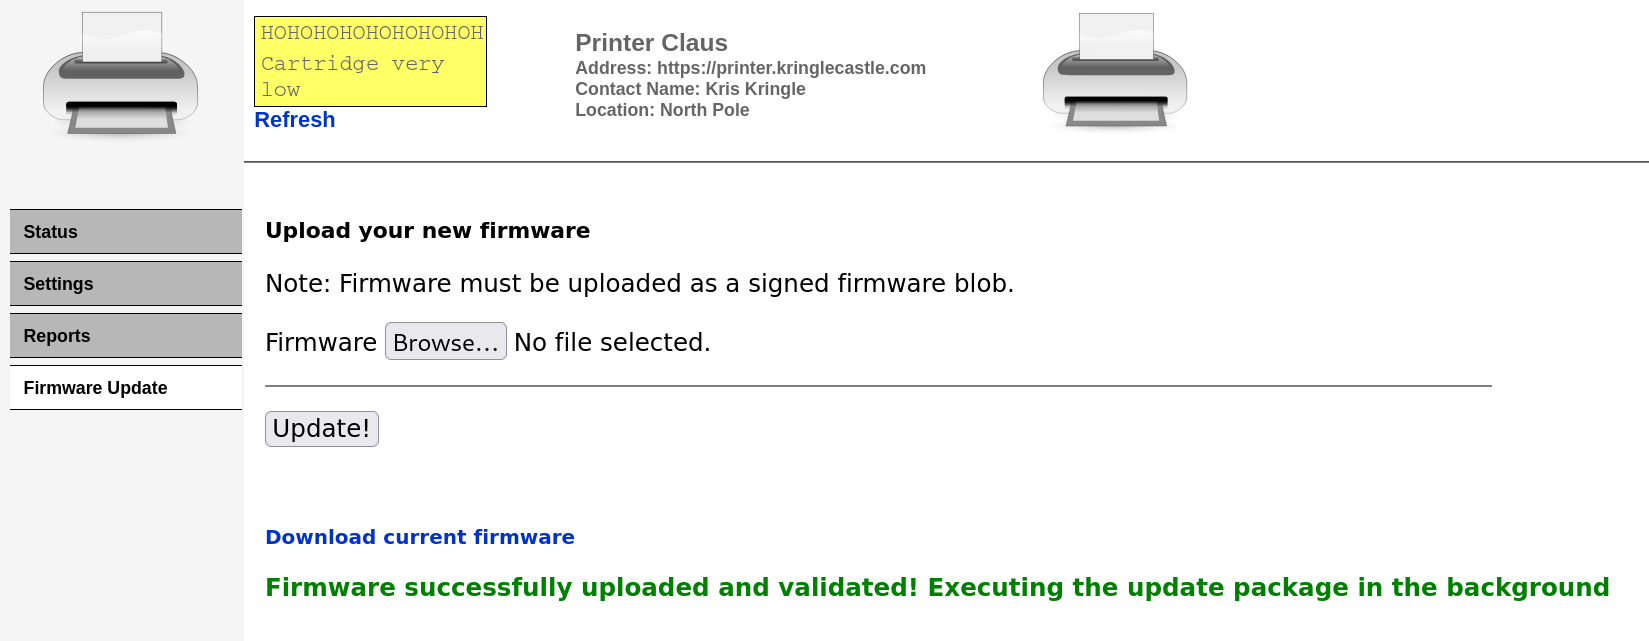 HOHOHOHOHOHOHOHOH
Cartridge very
low
Refresh
Printer Claus
Address: https://printer.kringlecastle.com
Contact Name: Kris Kringle
Location: North Pole
Status
Settings
Reports
Firmware Update
Upload your new firmware
Note: Firmware must be uploaded as a signed firmware blob.
Firmware Browse... No file selected.
Update!
Download current firmware
Firmware successfully uploaded and validated! Executing the update package in the background